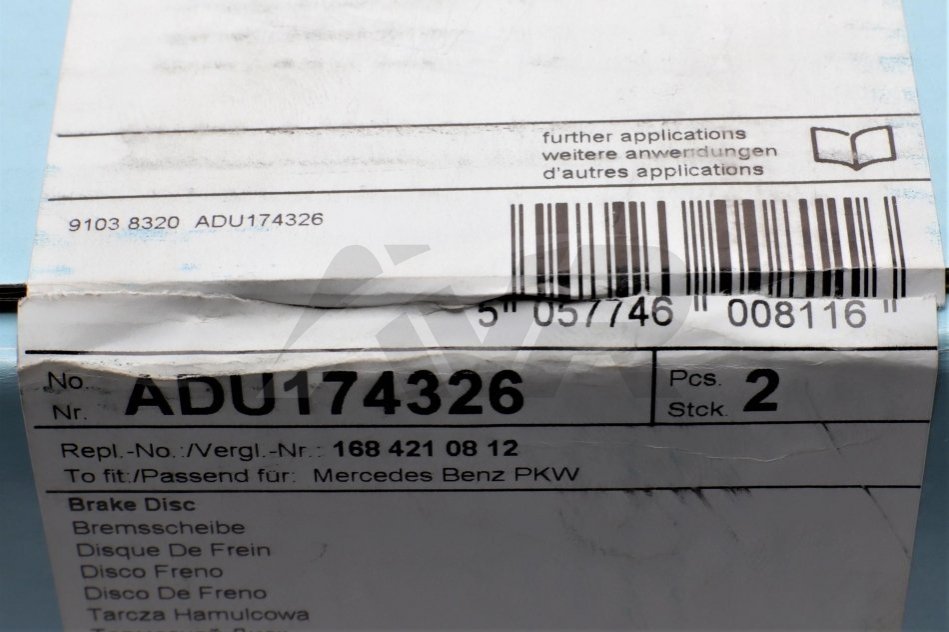 further applications
weitere anwendungen
d'autres applications
9103 8320 ADU174326
5 " 057746 " 008116 "
No.
Nr. ADU174326
Pcs.
Stck. 2
Repl.-No.:/Vergl.-Nr.: 168 421 08 12
To fit:/Passend für: Mercedes Benz PKW
Brake Disc
Bremsscheibe
Disque De Frein
Disco Freno
Disco De Freno
Tarcza Hamulcowa